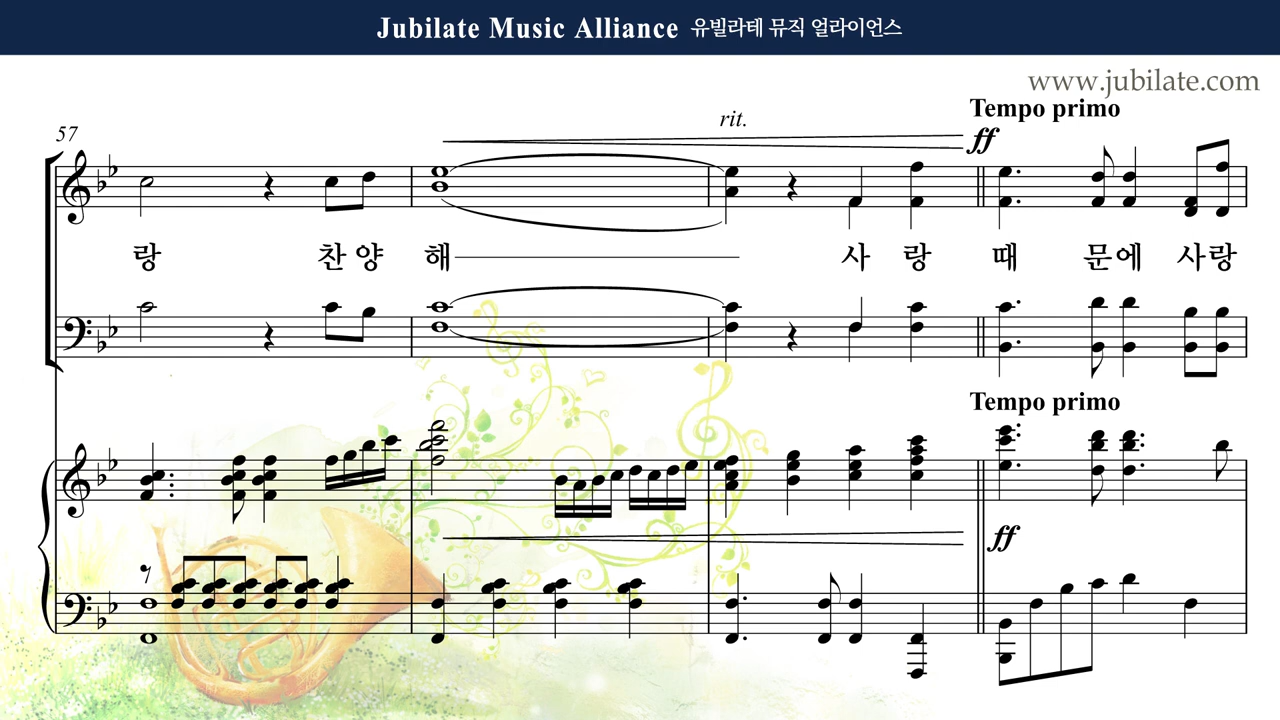 Jubilate Music Alliance 유빌라테 뮤직 얼라이언스
www.jubilate.com
Tempo primo
57
rit.
ff
랑 찬 양 해 사 랑 때 문 에 사 랑
Tempo primo
ff